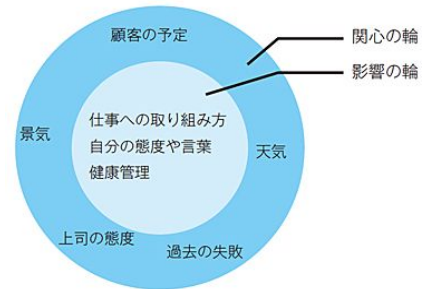 顧客の予定
関心の輪
影響の輪
仕事への取り組み方
自分の態度や言葉
健康管理
景気
天気
上司の態度
過去の失敗